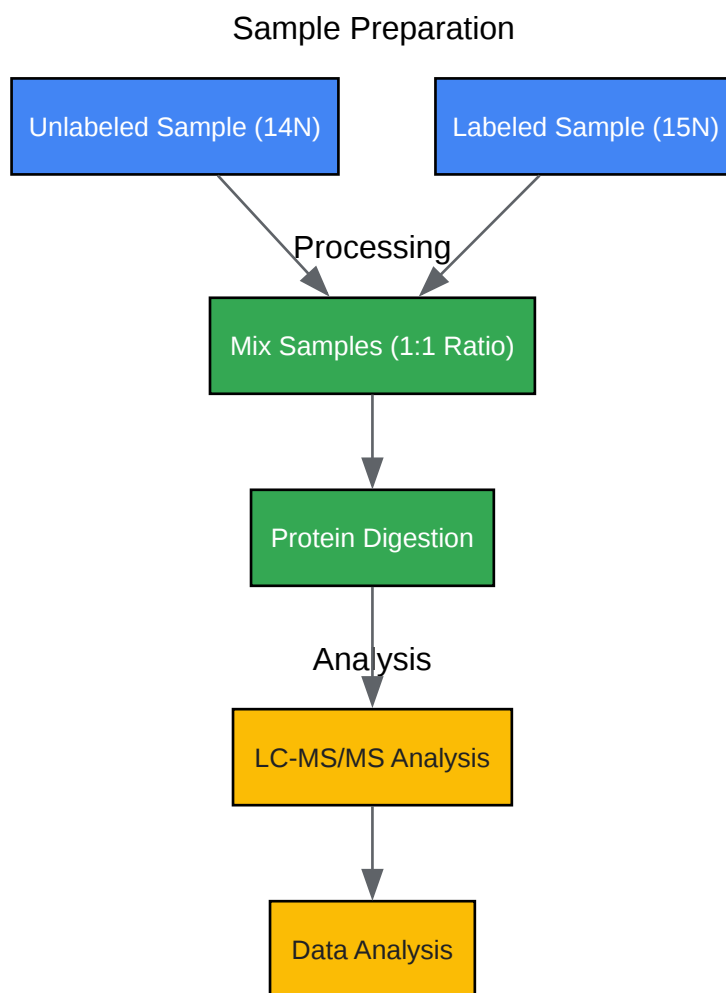 Sample Preparation
Unlabeled Sample (14N)
Labeled Sample (15N)
Processing
Mix Samples (1:1 Ratio)
Protein Digestion
Analysis
LC-MS/MS Analysis
Data Analysis